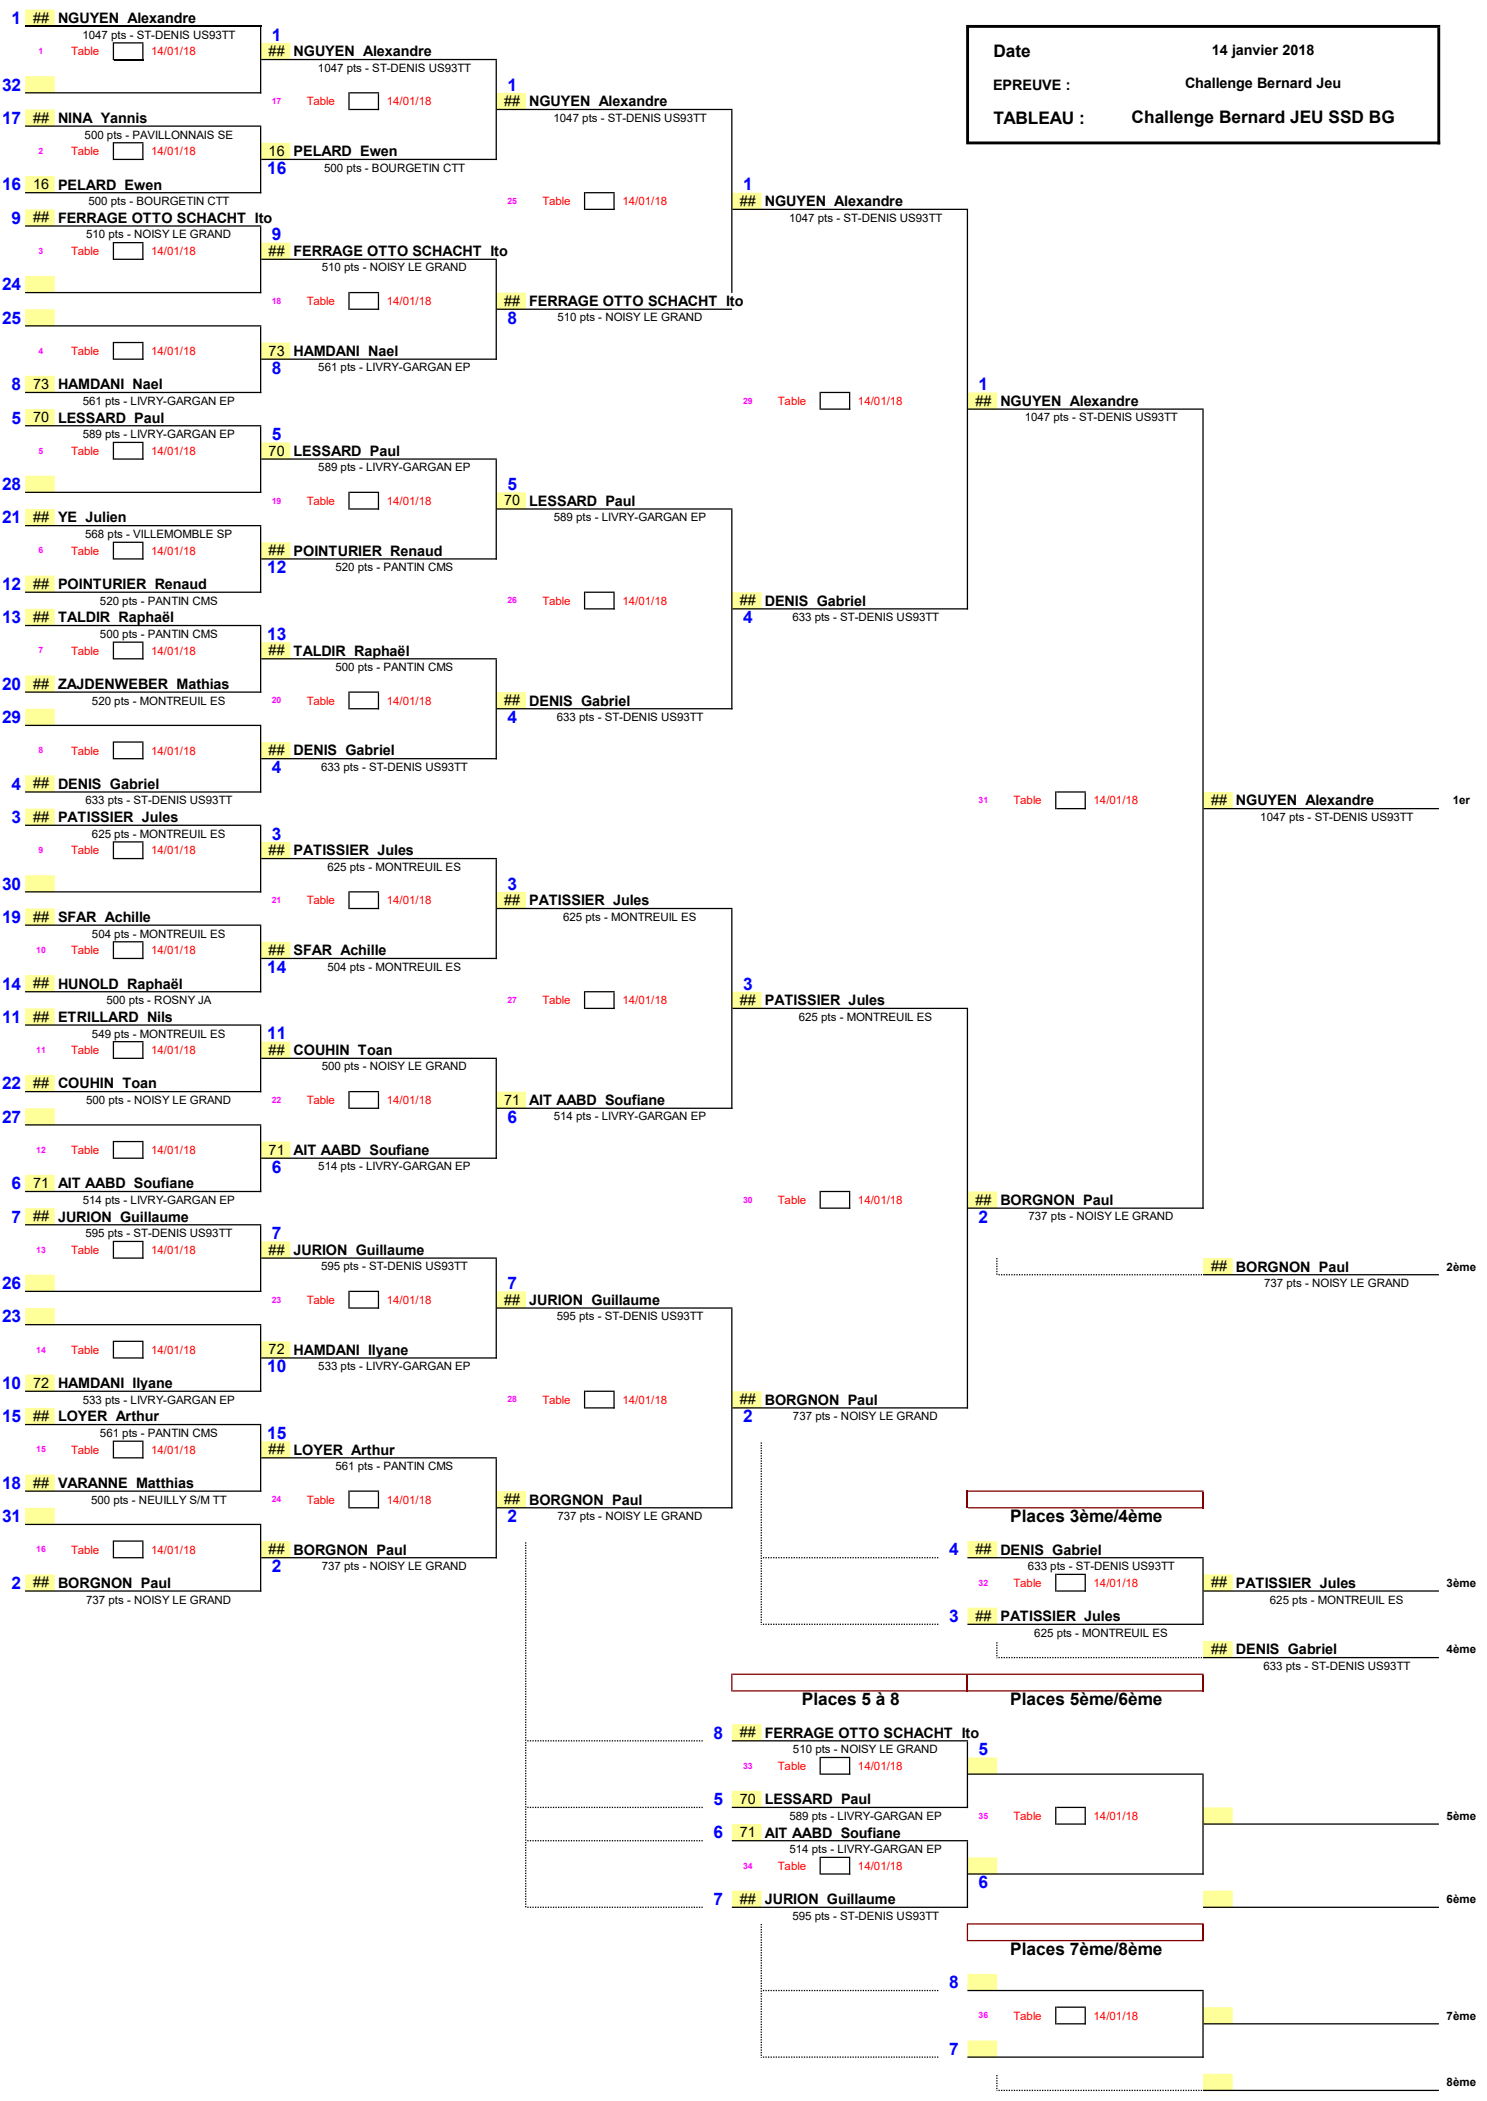 Date 14 janvier 2018
EPREUVE : Challenge Bernard Jeu
TABLEAU : Challenge Bernard JEU SSD BG
1 ## NGUYEN Alexandre
1047 pts - ST-DENIS US93TT
1 Table 14/01/18
32
17 ## NINA Yannis
500 pts - PAVILLONNAIS SE
2 Table 14/01/18
16 16 PELARD Ewen
500 pts - BOURGETIN CTT
9 ## FERRAGE OTTO SCHACHT Ito
510 pts - NOISY LE GRAND
3 Table 14/01/18
24
25
4 Table 14/01/18
8 73 HAMDANI Nael
561 pts - LIVRY-GARGAN EP
5 70 LESSARD Paul
589 pts - LIVRY-GARGAN EP
5 Table 14/01/18
28
21 ## YE Julien
568 pts - VILLEMOMBLE SP
6 Table 14/01/18
12 ## POINTURIER Renaud
520 pts - PANTIN CMS
13 ## TALDIR Raphaël
500 pts - PANTIN CMS
7 Table 14/01/18
20 ## ZAJDENWEBER Mathias
520 pts - MONTREUIL ES
29
8 Table 14/01/18
4 ## DENIS Gabriel
633 pts - ST-DENIS US93TT
3 ## PATISSIER Jules
625 pts - MONTREUIL ES
9 Table 14/01/18
30
19 ## SFAR Achille
504 pts - MONTREUIL ES
10 Table 14/01/18
14 ## HUNOLD Raphaël
500 pts - ROSNY JA
11 ## ETRILLARD Nils
549 pts - MONTREUIL ES
11 Table 14/01/18
22 ## COUHIN Toan
500 pts - NOISY LE GRAND
27
12 Table 14/01/18
6 71 AIT AABD Soufiane
514 pts - LIVRY-GARGAN EP
7 ## JURION Guillaume
595 pts - ST-DENIS US93TT
13 Table 14/01/18
26
23
14 Table 14/01/18
10 72 HAMDANI Ilyane
533 pts - LIVRY-GARGAN EP
15 ## LOYER Arthur
561 pts - PANTIN CMS
15 Table 14/01/18
18 ## VARANNE Matthias
500 pts - NEUILLY S/M TT
31
16 Table 14/01/18
2 ## BORGNON Paul
737 pts - NOISY LE GRAND
1
## NGUYEN Alexandre
1047 pts - ST-DENIS US93TT
17 Table 14/01/18
16 PELARD Ewen
16 500 pts - BOURGETIN CTT
9
## FERRAGE OTTO SCHACHT Ito
510 pts - NOISY LE GRAND
18 Table 14/01/18
73 HAMDANI Nael
8 561 pts - LIVRY-GARGAN EP
5
70 LESSARD Paul
589 pts - LIVRY-GARGAN EP
19 Table 14/01/18
## POINTURIER Renaud
12 520 pts - PANTIN CMS
13
## TALDIR Raphaël
500 pts - PANTIN CMS
20 Table 14/01/18
## DENIS Gabriel
4 633 pts - ST-DENIS US93TT
3
## PATISSIER Jules
625 pts - MONTREUIL ES
21 Table 14/01/18
## SFAR Achille
14 504 pts - MONTREUIL ES
11
## COUHIN Toan
500 pts - NOISY LE GRAND
22 Table 14/01/18
71 AIT AABD Soufiane
6 514 pts - LIVRY-GARGAN EP
7
## JURION Guillaume
595 pts - ST-DENIS US93TT
23 Table 14/01/18
72 HAMDANI Ilyane
10 533 pts - LIVRY-GARGAN EP
15
## LOYER Arthur
561 pts - PANTIN CMS
24 Table 14/01/18
## BORGNON Paul
2 737 pts - NOISY LE GRAND
1
## NGUYEN Alexandre
1047 pts - ST-DENIS US93TT
25 Table 14/01/18
## FERRAGE OTTO SCHACHT Ito
8 510 pts - NOISY LE GRAND
5
70 LESSARD Paul
589 pts - LIVRY-GARGAN EP
26 Table 14/01/18
## DENIS Gabriel
4 633 pts - ST-DENIS US93TT
3
## PATISSIER Jules
625 pts - MONTREUIL ES
27 Table 14/01/18
71 AIT AABD Soufiane
6 514 pts - LIVRY-GARGAN EP
7
## JURION Guillaume
595 pts - ST-DENIS US93TT
28 Table 14/01/18
## BORGNON Paul
2 737 pts - NOISY LE GRAND
1
## NGUYEN Alexandre
1047 pts - ST-DENIS US93TT
29 Table 14/01/18
## DENIS Gabriel
4 633 pts - ST-DENIS US93TT
3
## PATISSIER Jules
625 pts - MONTREUIL ES
30 Table 14/01/18
## BORGNON Paul
2 737 pts - NOISY LE GRAND
1
## NGUYEN Alexandre
1047 pts - ST-DENIS US93TT
31 Table 14/01/18
## BORGNON Paul
2 737 pts - NOISY LE GRAND
## NGUYEN Alexandre 1er
1047 pts - ST-DENIS US93TT
## BORGNON Paul 2ème
737 pts - NOISY LE GRAND
Places 3ème/4ème
4 ## DENIS Gabriel
633 pts - ST-DENIS US93TT
32 Table 14/01/18
3 ## PATISSIER Jules
625 pts - MONTREUIL ES
## PATISSIER Jules 3ème
625 pts - MONTREUIL ES
## DENIS Gabriel 4ème
633 pts - ST-DENIS US93TT
Places 5 à 8
8 ## FERRAGE OTTO SCHACHT Ito
510 pts - NOISY LE GRAND
33 Table 14/01/18
5 70 LESSARD Paul
589 pts - LIVRY-GARGAN EP
6 71 AIT AABD Soufiane
514 pts - LIVRY-GARGAN EP
34 Table 14/01/18
7 ## JURION Guillaume
595 pts - ST-DENIS US93TT
Places 5ème/6ème
5
35 Table 14/01/18
6
5ème
6ème
Places 7ème/8ème
8
36 Table 14/01/18
7
7ème
8ème